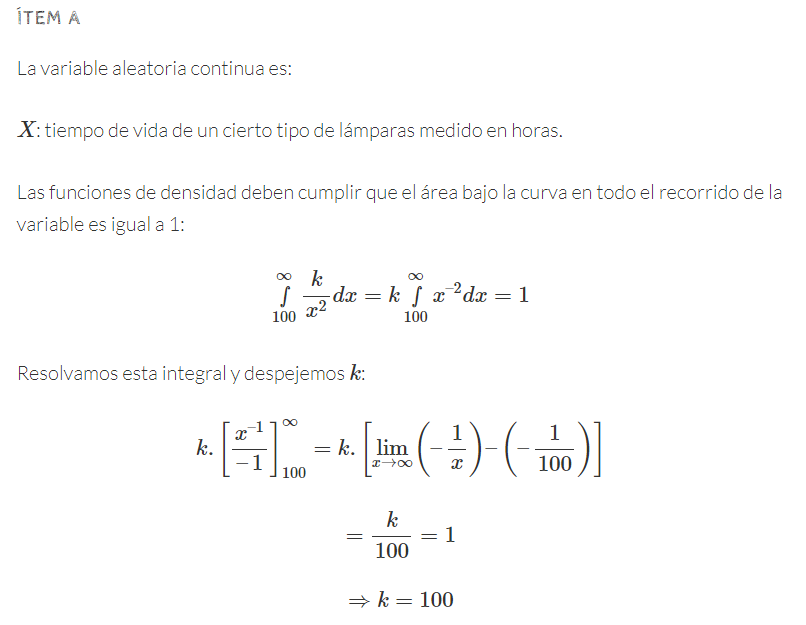 ÍTEM A
La variable aleatoria continua es:
X: tiempo de vida de un cierto tipo de lámparas medido en horas.
Las funciones de densidad deben cumplir que el área bajo la curva en todo el recorrido de la
variable es igual a 1:
$\int\limits_{100}^{\infty} \frac{k}{x^2} dx = k \int\limits_{100}^{\infty} x^{-2} dx = 1$
Resolvamos esta integral y despejemos k:
$k. \left[ \frac{x^{-1}}{-1} \right]_{100}^{\infty} = k. \left[ \lim_{x \to \infty} \left( -\frac{1}{x} \right) - \left( -\frac{1}{100} \right) \right]$
$= \frac{k}{100} = 1$
$\Rightarrow k = 100$